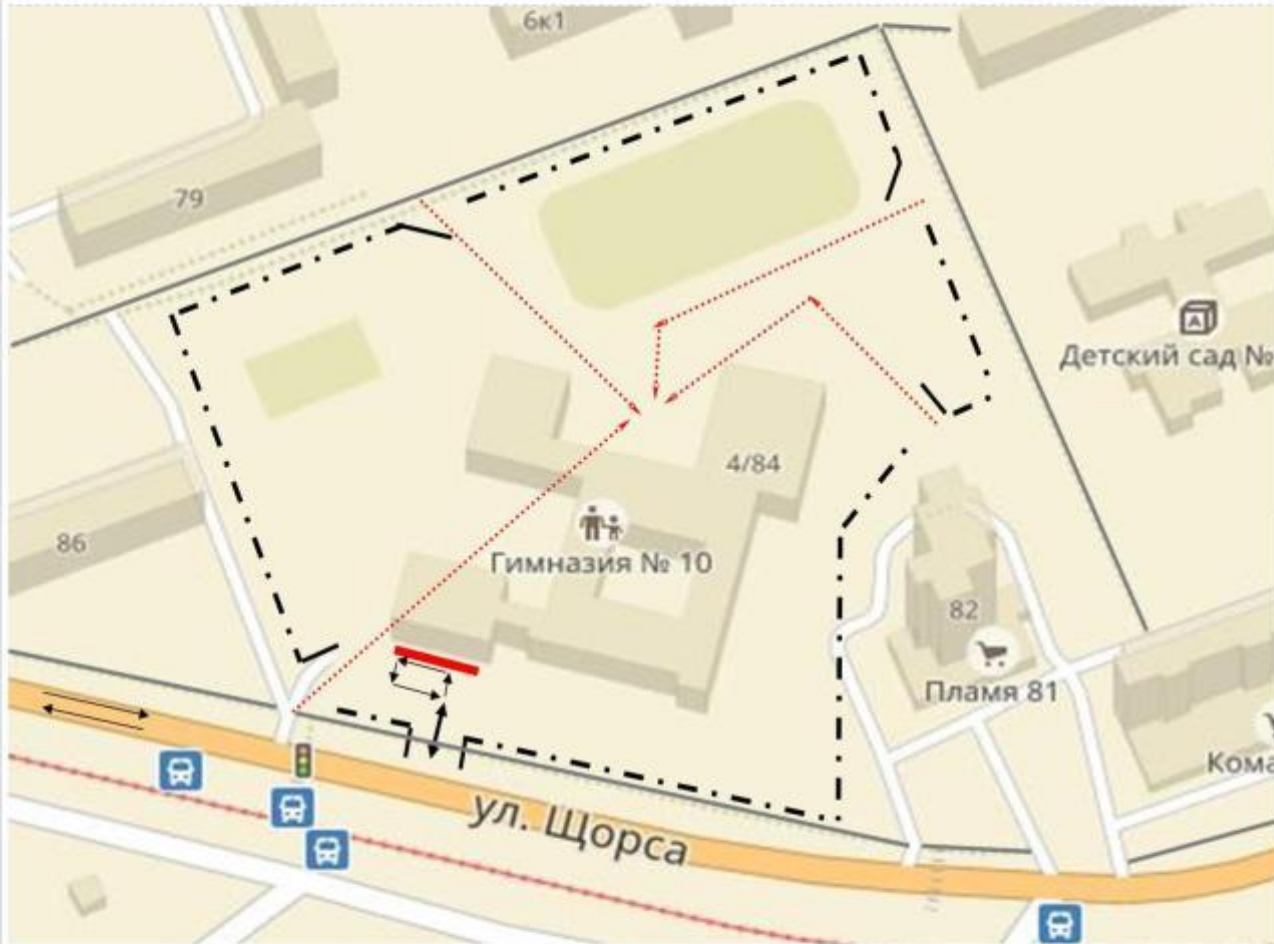 6к1
79
Детский сад №
4/84
86
Гимназия № 10
82
Пламя 81
Кома
ул. Щорса